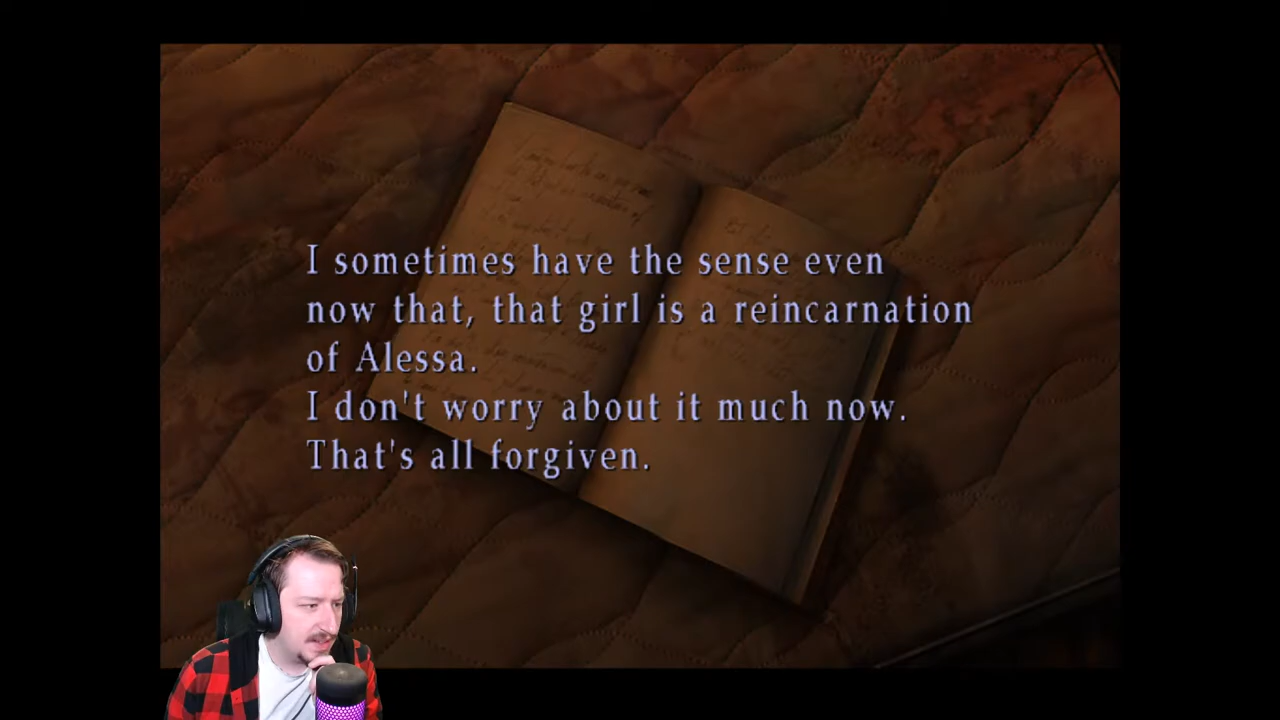 I sometimes have the sense even
now that, that girl is a reincarnation
of Alessa.
I don't worry about it much now.
That's all forgiven.